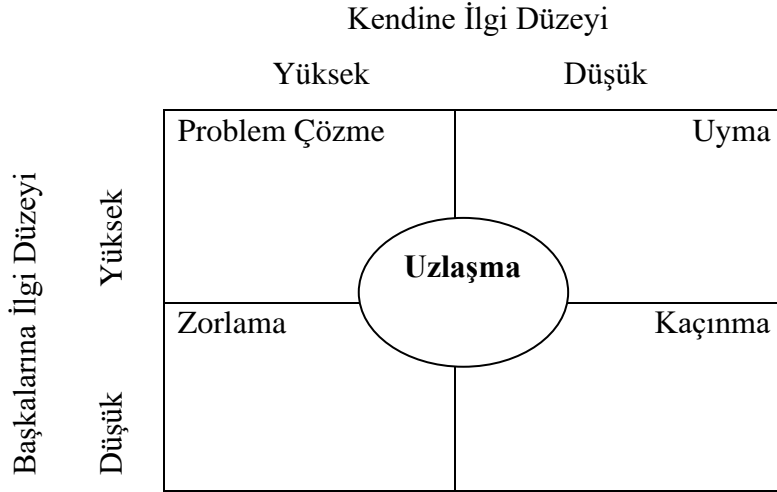 Kendine İlgi Düzeyi
Yüksek Düşük
Başkalarına İlgi Düzeyi
Yüksek
Düşük
Problem Çözme Uyma
Uzlaşma
Zorlama Kaçınma